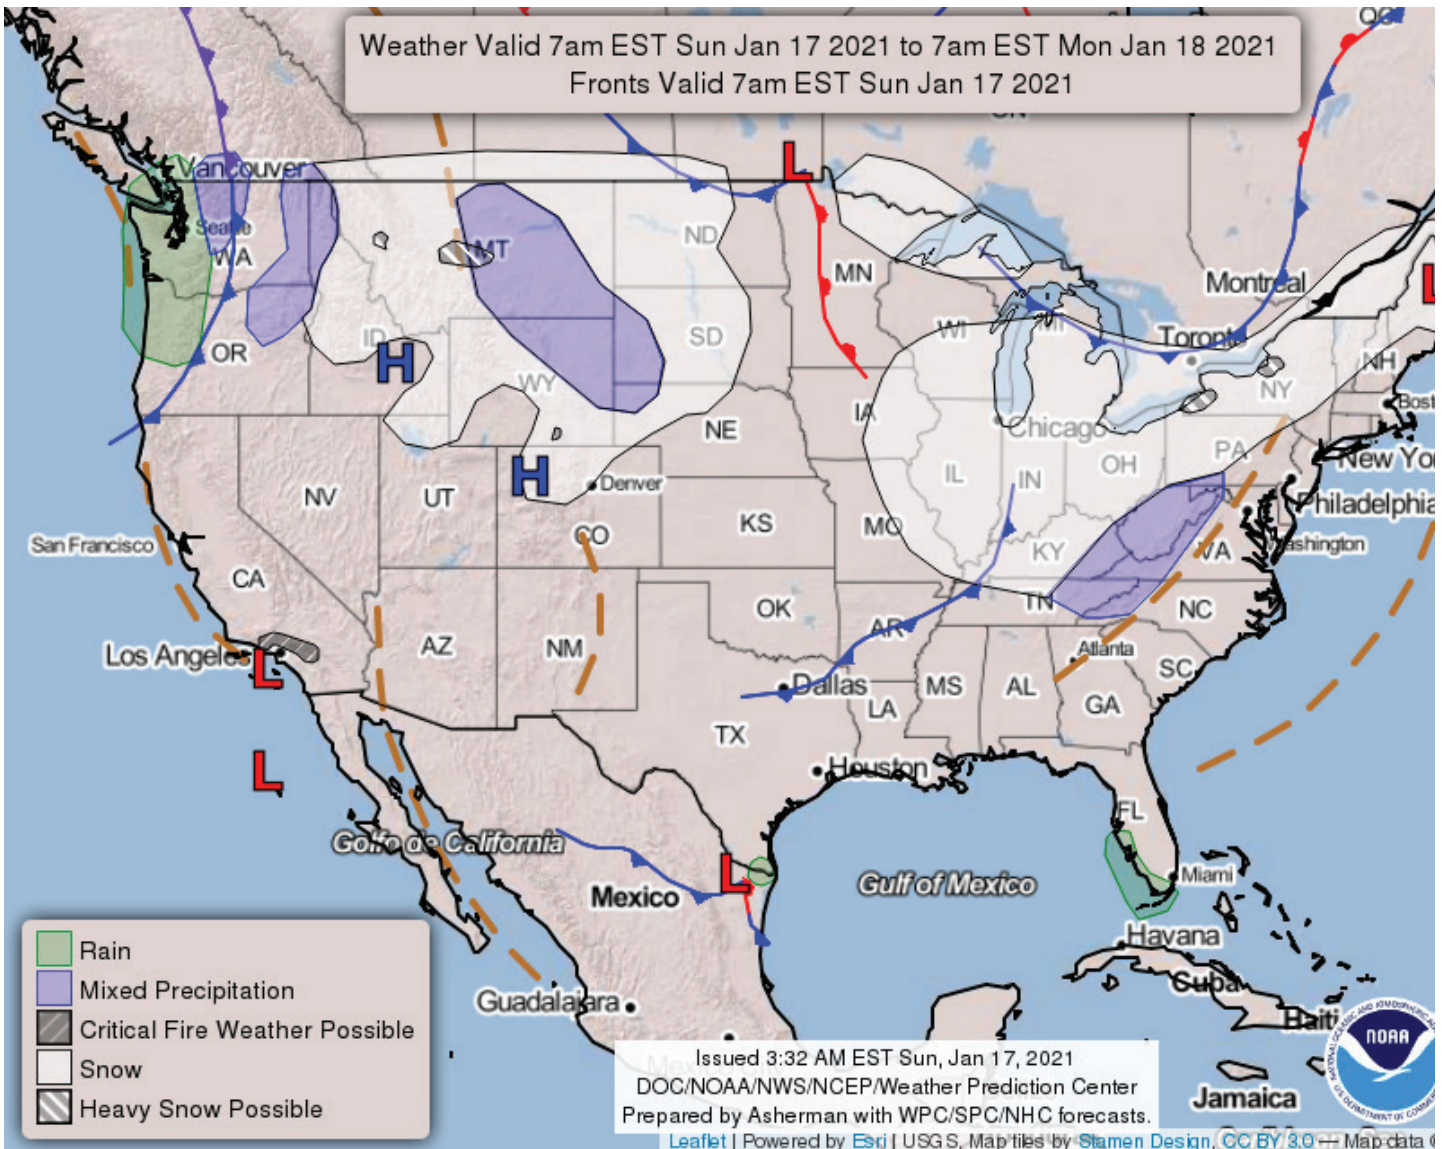 Weather Valid 7am EST Sun Jan 17 2021 to 7am EST Mon Jan 18 2021
Fronts Valid 7am EST Sun Jan 17 2021
QC
Vancouver
L
Seattle
WA
MT
ND
MN
Montreal
L
OR
ID
H
WY
SD
WI
MI
Toronto
NH
NY
Bost
IA
NE
Chicago
PA
New Yor
NV
UT
H
Denver
IL
IN
OH
Philadelphia
San Francisco
CO
KS
MO
KY
VA
Washington
CA
OK
TN
NC
Los Angeles
AZ
NM
AR
Atlanta
SC
L
Dallas
MS
AL
GA
LA
TX
L
Houston
Golfo de California
FL
L
Mexico
Gulf of Mexico
Miami
Havana
Cuba
Guadalajara
Haiti
Mexico City
Jamaica
Rain
Mixed Precipitation
Critical Fire Weather Possible
Snow
Heavy Snow Possible
NOAA
Issued 3:32 AM EST Sun, Jan 17, 2021
DOC/NOAA/NWS/NCEP/Weather Prediction Center
Prepared by Asherman with WPC/SPC/NHC forecasts.
Leaflet | Powered by Esri | USGS, Map tiles by Stamen Design, CC BY 3.0 — Map data ©